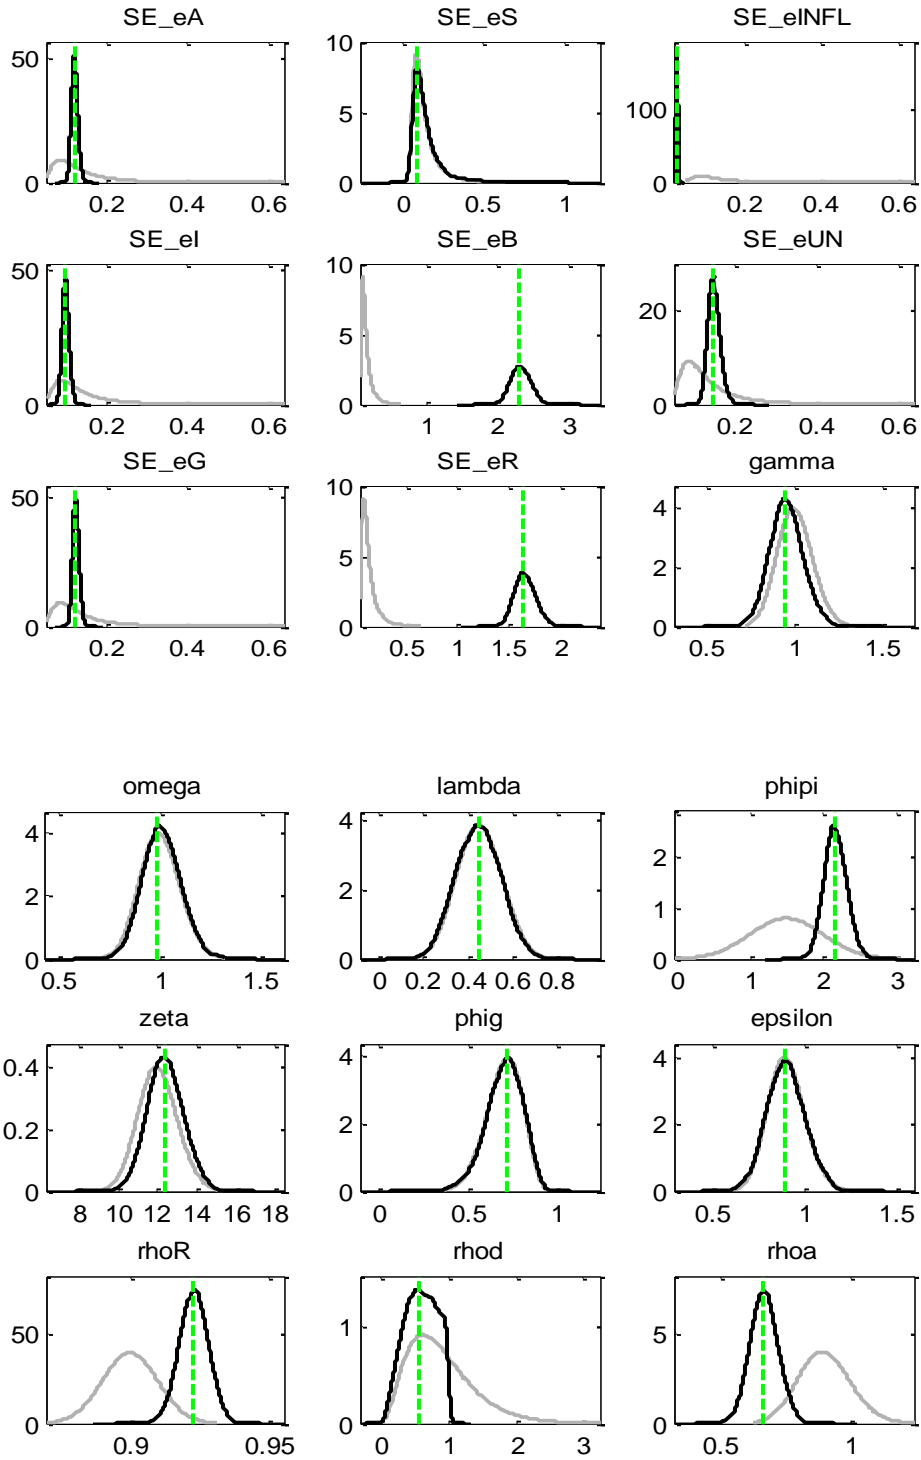 SE_eA SE_eS SE_eINFL
50 10 100
5
0 0 0
0.2 0.4 0.6 0 0.5 1 0.2 0.4 0.6
SE_eI SE_eB SE_eUN
50 10 20
5
0 0 0
0.2 0.4 0.6 1 2 3 0.2 0.4 0.6
SE_eG SE_eR gamma
50 10 4
5 2
0 0 0
0.2 0.4 0.6 0.5 1 1.5 2 0.5 1 1.5
omega lambda phipi
4 4 2
2 2 1
0 0 0
0.5 1 1.5 0 0.2 0.4 0.6 0.8 0 1 2 3
zeta phig epsilon
0.4 4 4
0.2 2 2
0 0 0
8 10 12 14 16 18 0 0.5 1 0.5 1 1.5
rhoR rhod rhoa
50 1 5
0 0 0
0.9 0.95 0 1 2 3 0.5 1